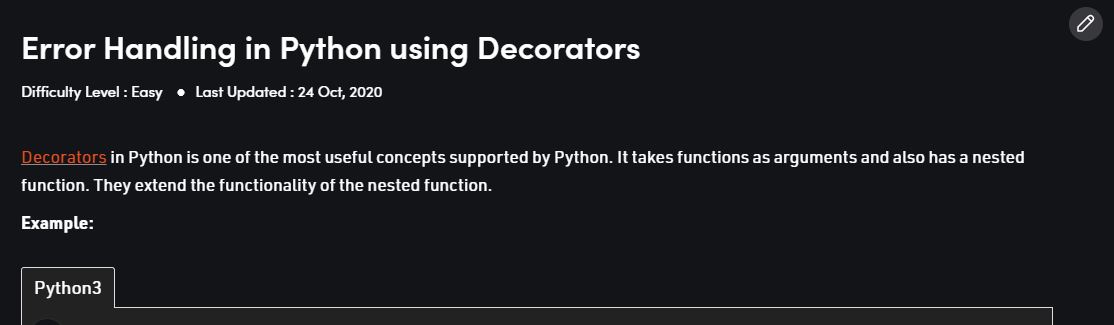 Error Handling in Python using Decorators
Difficulty Level : Easy ● Last Updated : 24 Oct, 2020
Decorators in Python is one of the most useful concepts supported by Python. It takes functions as arguments and also has a nested
function. They extend the functionality of the nested function.
Example:
Python3